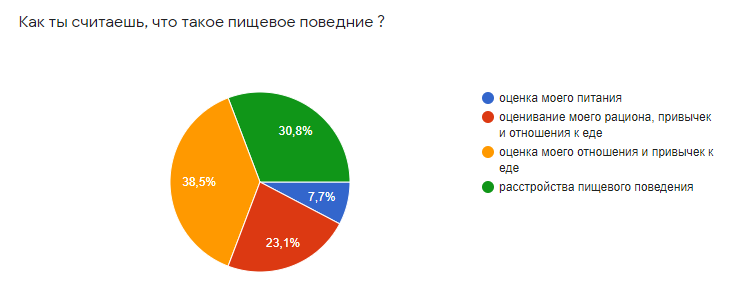 Как ты считаешь, что такое пищевое поведние ?
30,8%
38,5%
7,7%
23,1%
оценка моего питания
оценивание моего рациона, привычек
и отношения к еде
оценка моего отношения и привычек к
еде
расстройства пищевого поведения